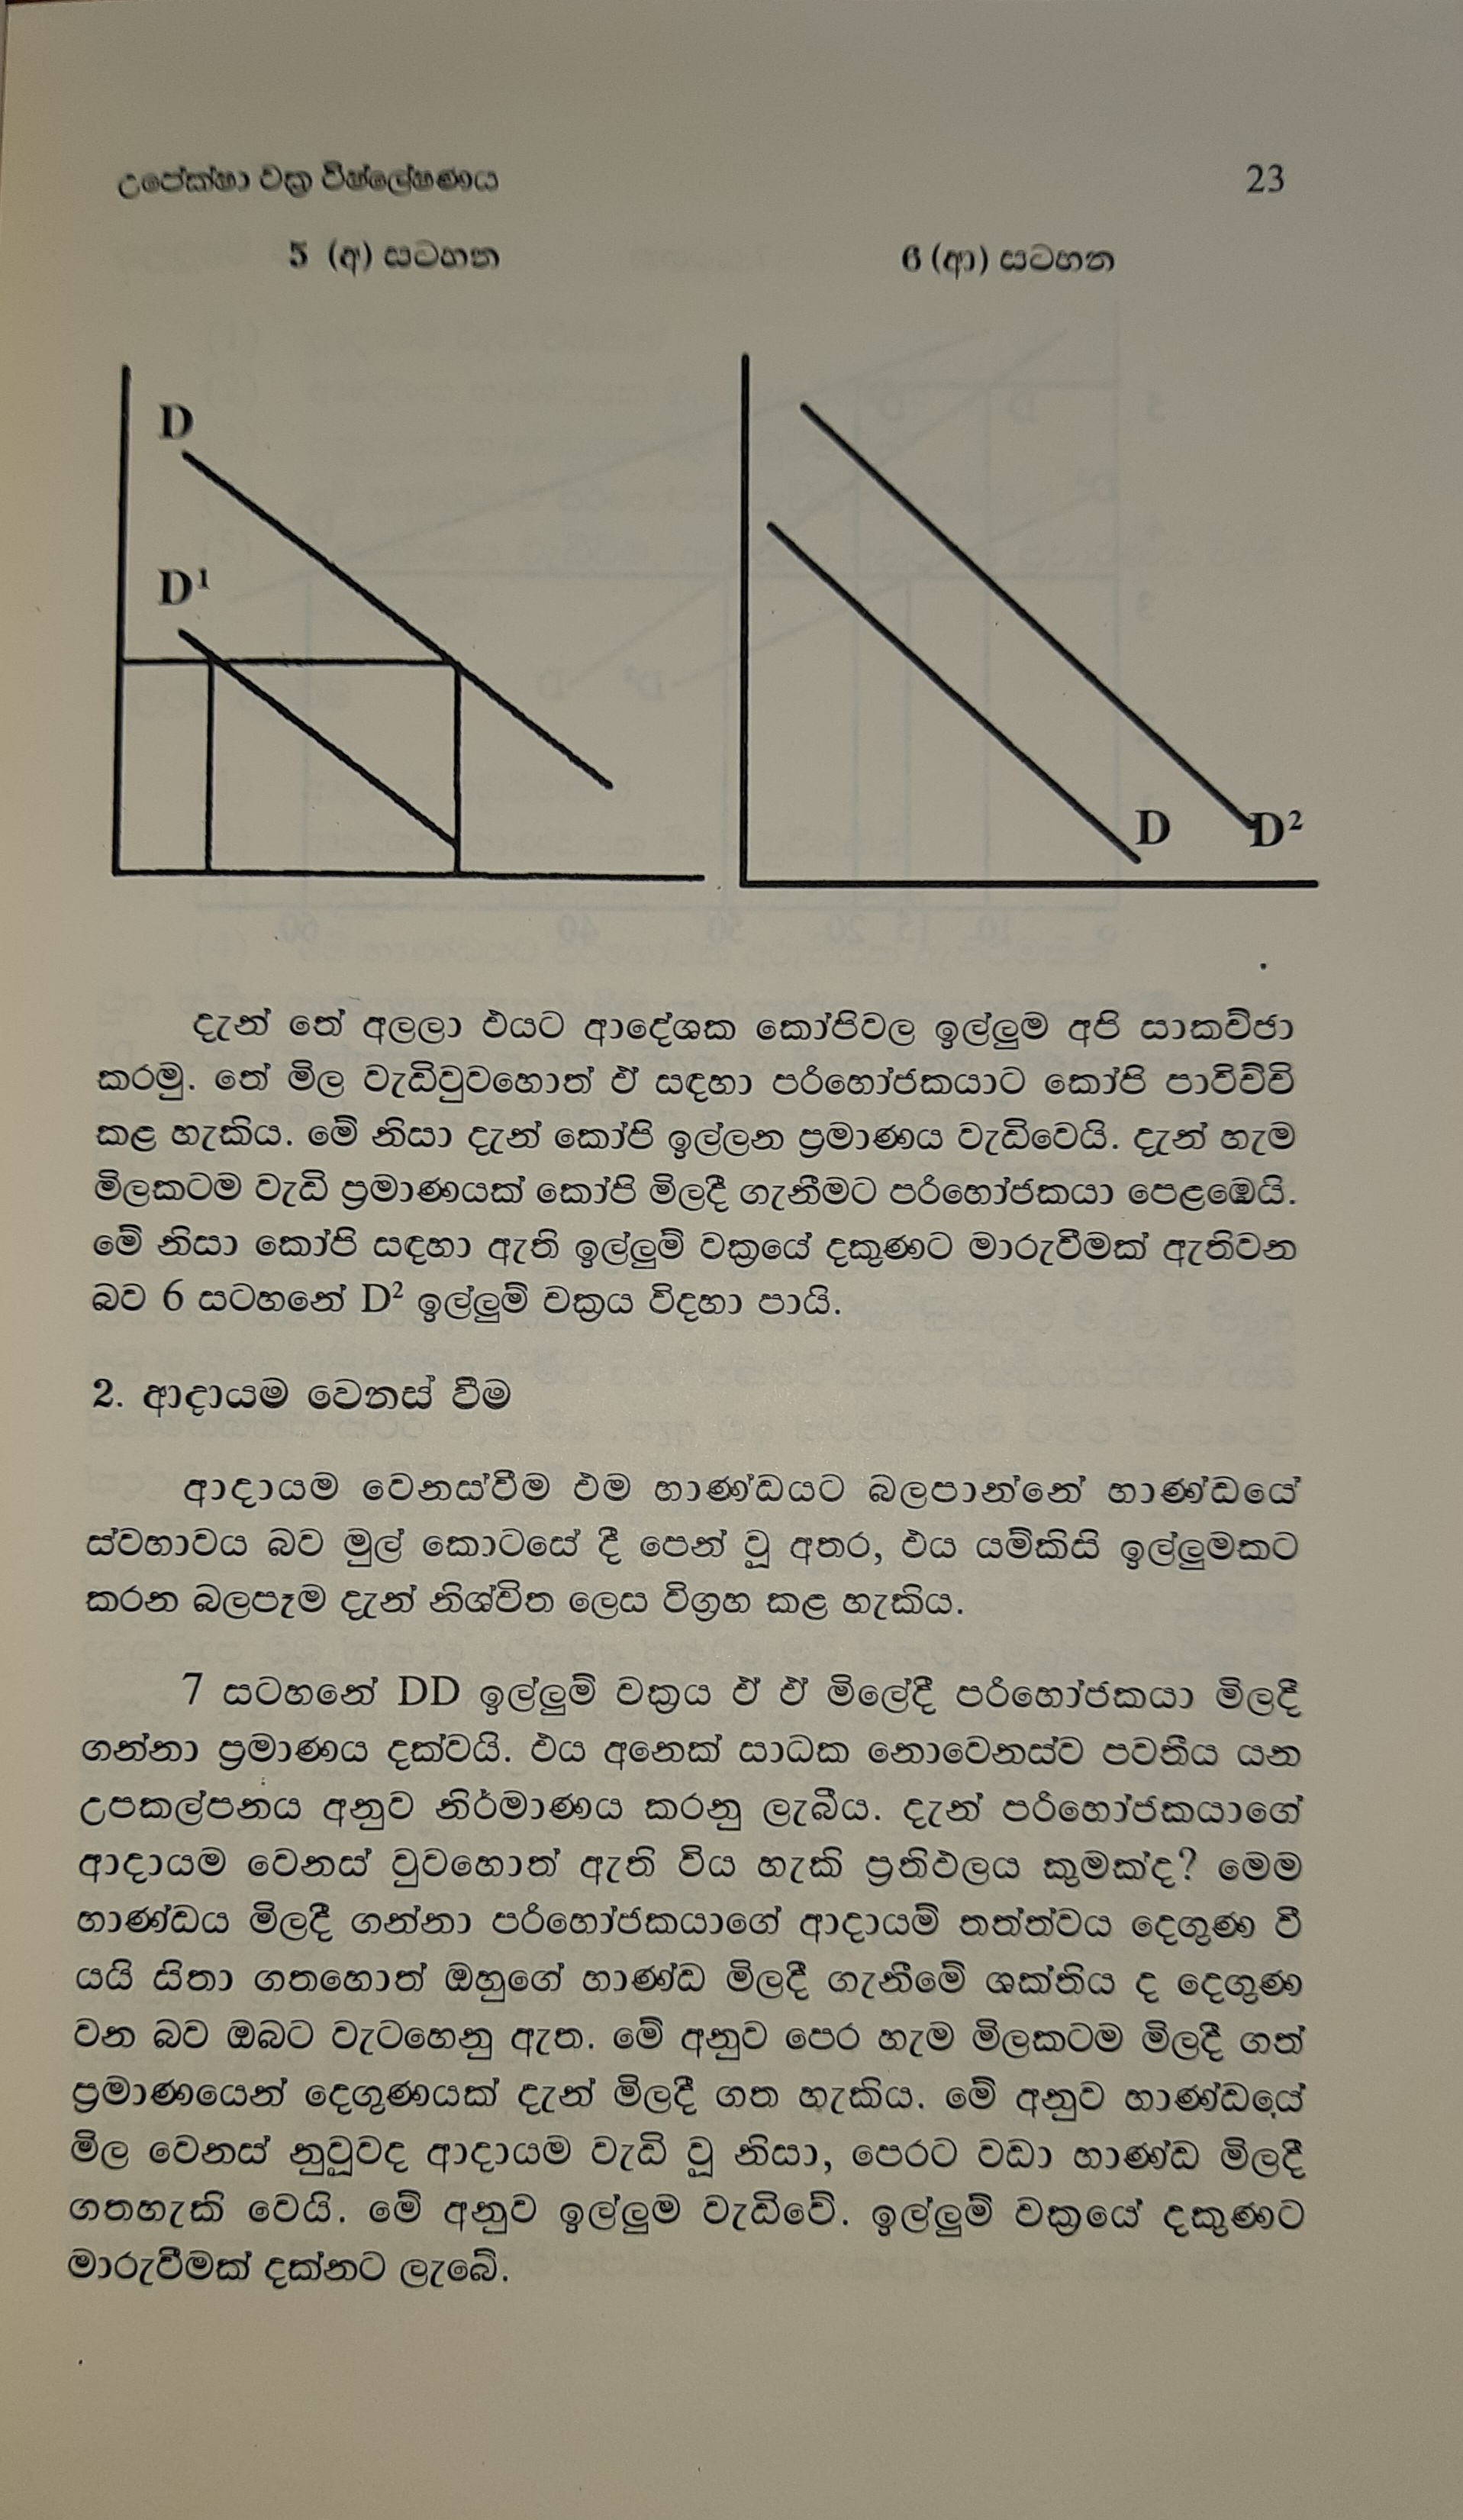 උපේක්හා වක්‍ර විහ්ලේහණය 23
5 (අ) සටහන 6 (ආ) සටහන
D
D¹
D D²
දැන් තේ අලලා එයට ආදේශක කෝපිවල ඉල්ලුම අපි සාකච්ඡා
කරමු. තේ මිල වැඩිවුවහොත් ඒ සඳහා පරිභෝජකයාට කෝපි පාවිච්චි
කළ හැකිය. මේ නිසා දැන් කෝපි ඉල්ලන ප්‍රමාණය වැඩිවෙයි. දැන් හැම
මිලකටම වැඩි ප්‍රමාණයක් කෝපි මිලදී ගැනීමට පරිභෝජකයා පෙළඹෙයි.
මේ නිසා කෝපි සඳහා ඇති ඉල්ලුම් වක්‍රයේ දකුණට මාරුවීමක් ඇතිවන
බව 6 සටහනේ D² ඉල්ලුම් වක්‍රය විදහා පායි.
2. ආදායම වෙනස් වීම
ආදායම වෙනස්වීම එම භාණ්ඩයට බලපාන්නේ භාණ්ඩයේ
ස්වභාවය බව මුල් කොටසේ දී පෙන් වූ අතර, එය යම්කිසි ඉල්ලුමකට
කරන බලපෑම දැන් නිශ්චිත ලෙස විග්‍රහ කළ හැකිය.
7 සටහනේ DD ඉල්ලුම් වක්‍රය ඒ ඒ මිලේදී පරිභෝජකයා මිලදී
ගන්නා ප්‍රමාණය දක්වයි. එය අනෙක් සාධක නොවෙනස්ව පවතීය යන
උපකල්පනය අනුව නිර්මාණය කරනු ලැබීය. දැන් පරිභෝජකයාගේ
ආදායම වෙනස් වුවහොත් ඇති විය හැකි ප්‍රතිඵලය කුමක්ද? මෙම
භාණ්ඩය මිලදී ගන්නා පරිභෝජකයාගේ ආදායම් තත්ත්වය දෙගුණ වී
යයි සිතා ගතහොත් ඔහුගේ භාණ්ඩ මිලදී ගැනීමේ ශක්තිය ද දෙගුණ
වන බව ඔබට වැටහෙනු ඇත. මේ අනුව පෙර හැම මිලකටම මිලදී ගත්
ප්‍රමාණයෙන් දෙගුණයක් දැන් මිලදී ගත හැකිය. මේ අනුව භාණ්ඩයේ
මිල වෙනස් නුවූවද ආදායම වැඩි වූ නිසා, පෙරට වඩා භාණ්ඩ මිලදී
ගතහැකි වෙයි. මේ අනුව ඉල්ලුම වැඩිවේ. ඉල්ලුම් වක්‍රයේ දකුණට
මාරුවීමක් දක්නට ලැබේ.